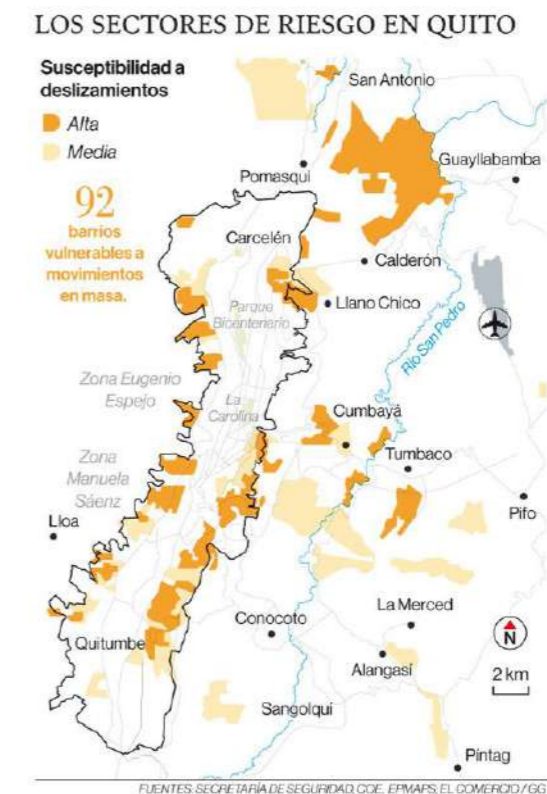 LOS SECTORES DE RIESGO EN QUITO
Susceptibilidad a
deslizamientos
Alta
Media
92
barrios
vulnerables a
movimientos
en masa.
San Antonio
Guayllabamba
Pomasqui
Carcelén
Calderón
Llano Chico
Parque
Bicentenario
Río San Pedro
Zona Eugenio
Espejo
La
Carolina
Cumbayá
Tumbaco
Zona
Manuela
Sáenz
Lloa
Pifo
La Merced
Conocoto
N
Quitumbe
Alangasí
2 km
Sangolquí
Píntag
FUENTES: SECRETARÍA DE SEGURIDAD, COE, EPMAPS, EL COMERCIO / GG